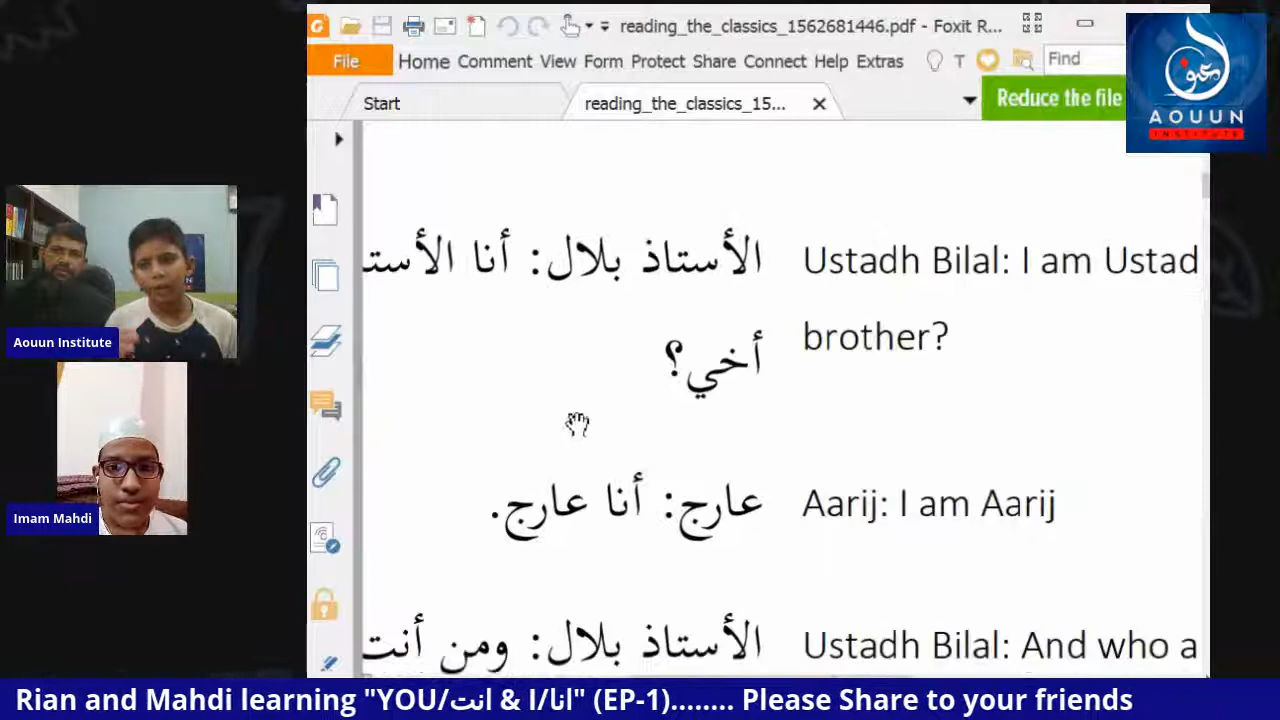 reading_the_classics_1562681446.pdf - Foxit R...
File Home Comment View Form Protect Share Connect Help Extras
Find
Start
reading_the_classics_15...
Reduce the file
عون
AOUUN
INSTITUTE
الأستاذ بلال: أنا الأستـ
Ustadh Bilal: I am Ustad
أخي؟
brother?
عارج: أنا عارج.
Aarij: I am Aarij
الأستاذ بلال: ومن أنت
Ustadh Bilal: And who a
Aouun Institute
Imam Mahdi
Rian and Mahdi learning "YOU/انت & I/انا" (EP-1)........ Please Share to your friends